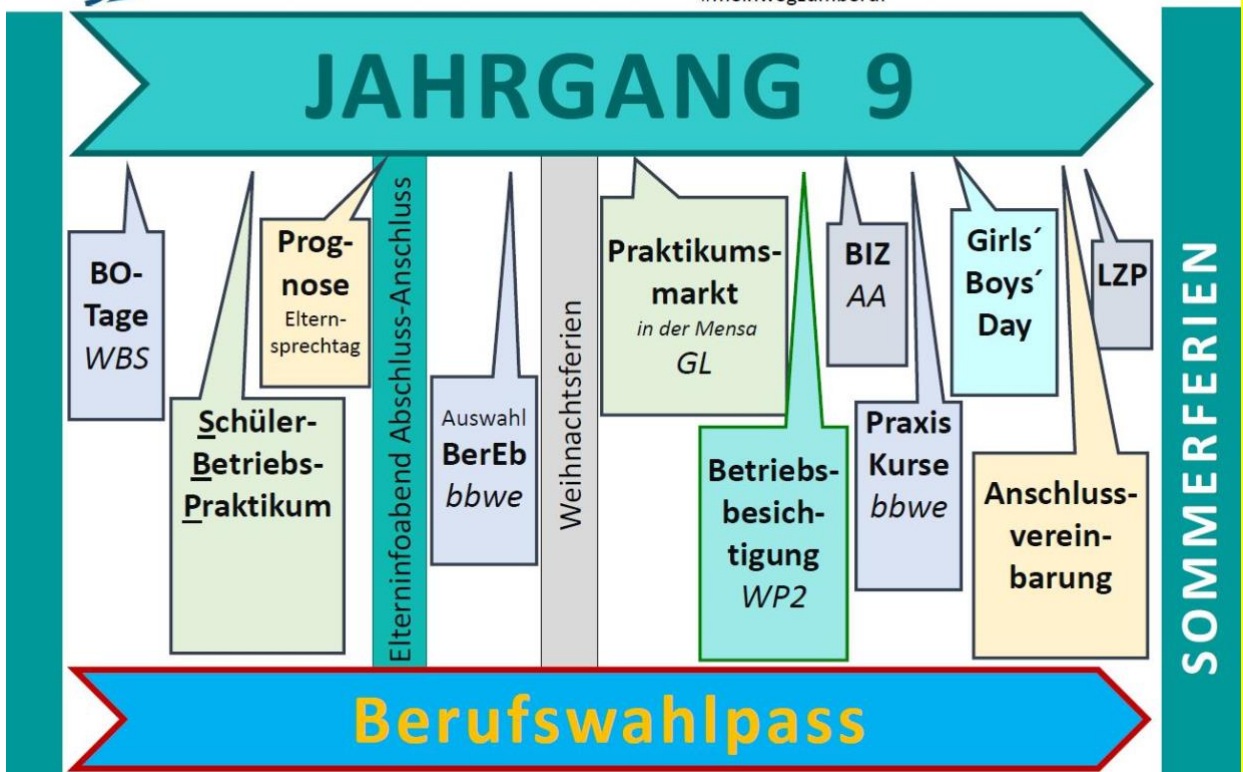 JAHRGANG 9
BO-
Tage
WBS
Schüler-
Betriebs-
Praktikum
Prog-
nose
Eltern-
sprechtag
Elterninfoabend Abschluss-Anschluss
Auswahl
BerEb
bbwe
Weihnachtsferien
Praktikums-
markt
in der Mensa
GL
Betriebs-
besich-
tigung
WP2
BIZ
AA
Praxis
Kurse
bbwe
Girls´
Boys´
Day
Anschluss-
verein-
barung
LZP
SOMMERFERIEN
Berufswahlpass